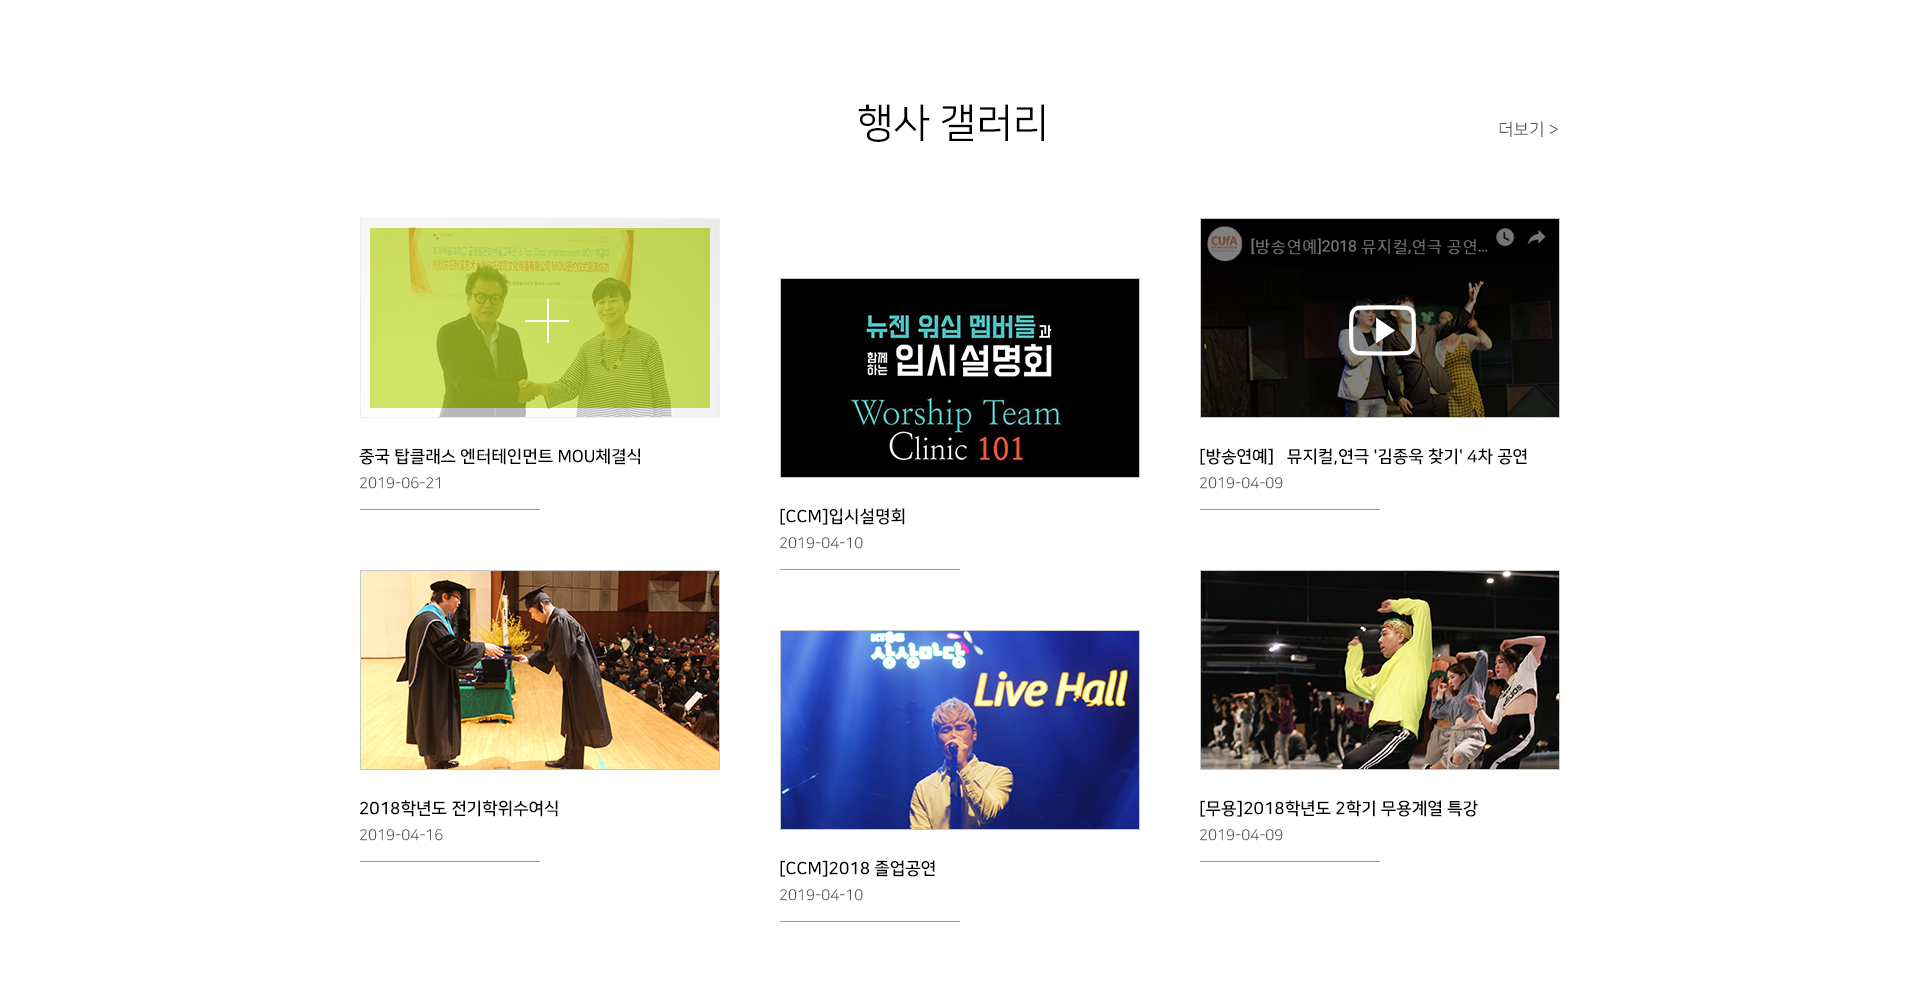 행사 갤러리
더보기 >
중국 탑클래스 엔터테인먼트 MOU체결식
2019-06-21
뉴젠 워십 멤버들과
함께하는 입시설명회
Worship Team
Clinic 101
[CCM]입시설명회
2019-04-10
CUfA
[방송연예]2018 뮤지컬,연극 공연...
[방송연예] 뮤지컬,연극 '김종욱 찾기' 4차 공연
2019-04-09
2018학년도 전기학위수여식
2019-04-16
상상마당
Live Hall
[CCM]2018 졸업공연
2019-04-10
[무용]2018학년도 2학기 무용계열 특강
2019-04-09